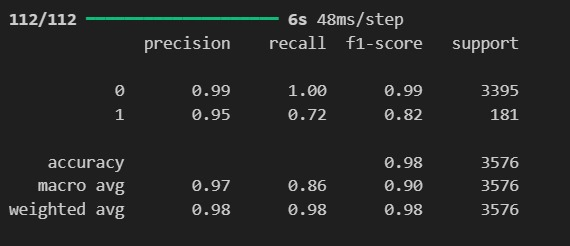 112/112 ━━━━━━━━━━━━━━━━━━━━ 6s 48ms/step
precision recall f1-score support
0 0.99 1.00 0.99 3395
1 0.95 0.72 0.82 181
accuracy 0.98 3576
macro avg 0.97 0.86 0.90 3576
weighted avg 0.98 0.98 0.98 3576